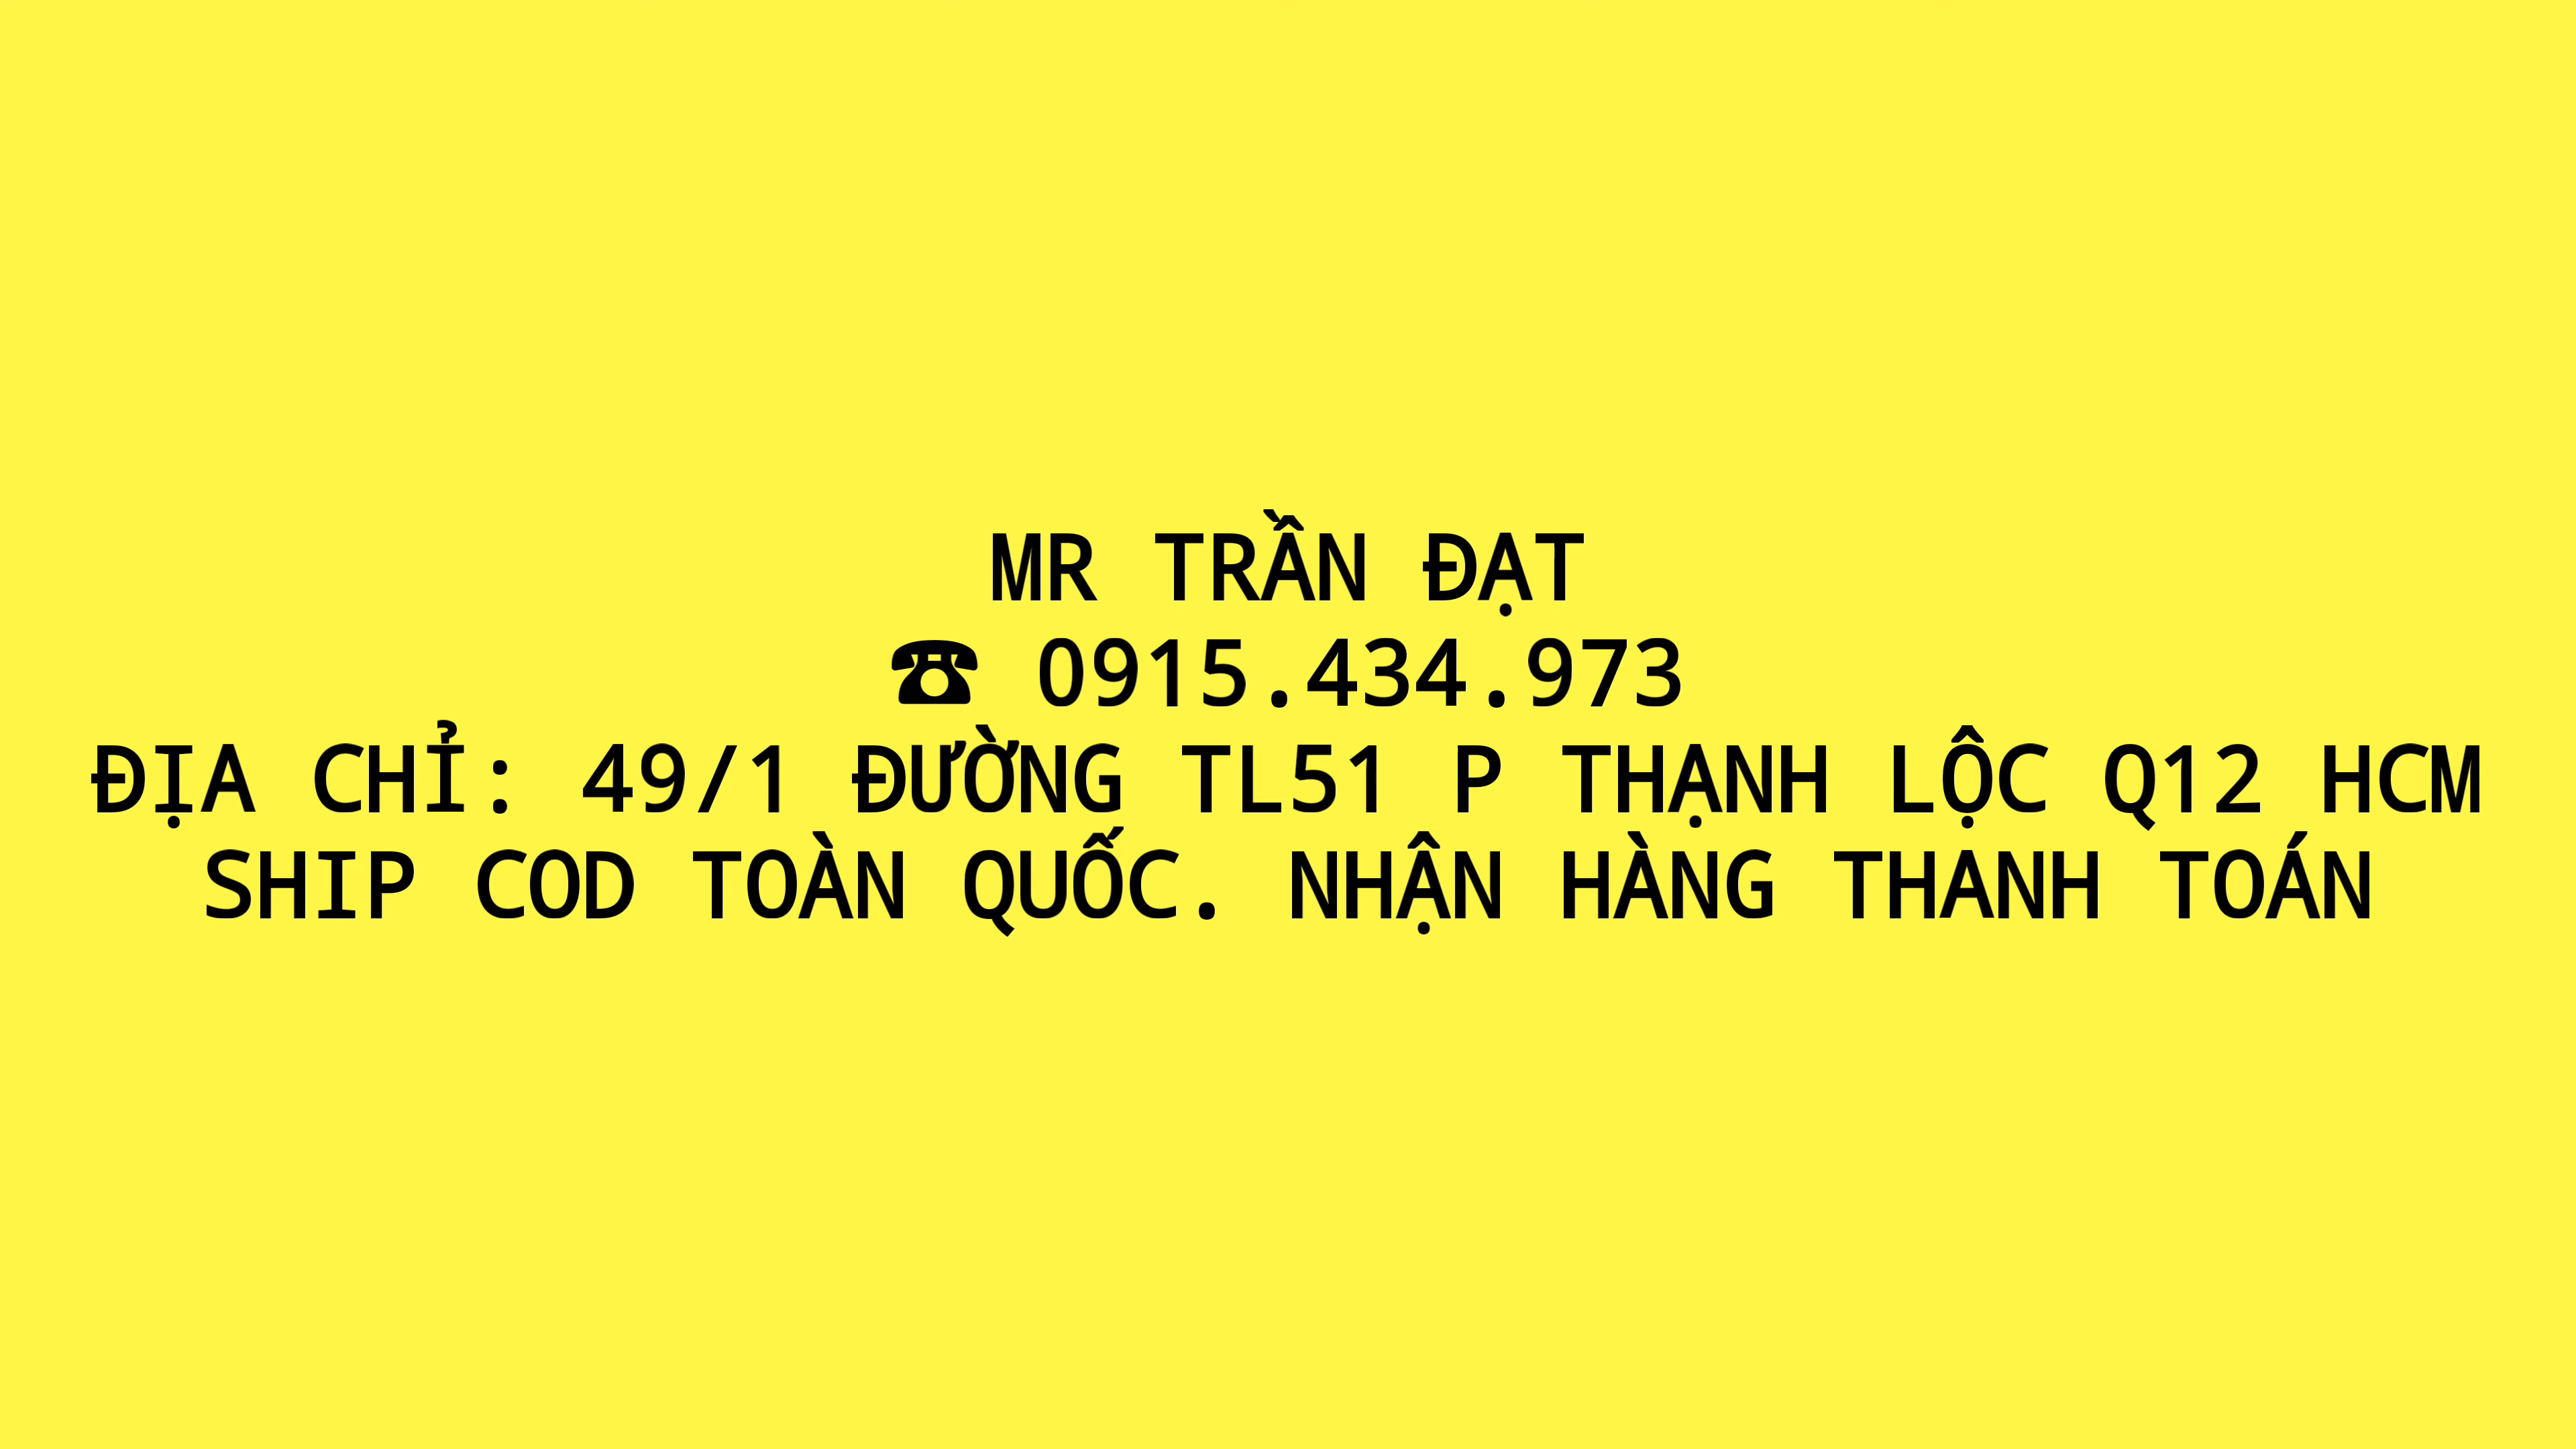 MR TRẦN ĐẠT
☎ 0915.434.973
ĐỊA CHỈ: 49/1 ĐƯỜNG TL51 P THẠNH LỘC Q12 HCM
SHIP COD TOÀN QUỐC. NHẬN HÀNG THANH TOÁN